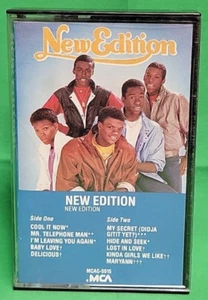 New Edition
NEW EDITION
NEW EDITION
Side One
COOL IT NOW*
MR. TELEPHONE MAN**
I'M LEAVING YOU AGAIN*
BABY LOVE†
DELICIOUS†
Side Two
MY SECRET (DIDJA
GITIT YET?)***
HIDE AND SEEK*
LOST IN LOVE†
KINDA GIRLS WE LIKE††
MARYANN†††
MCAC-5515
MCA